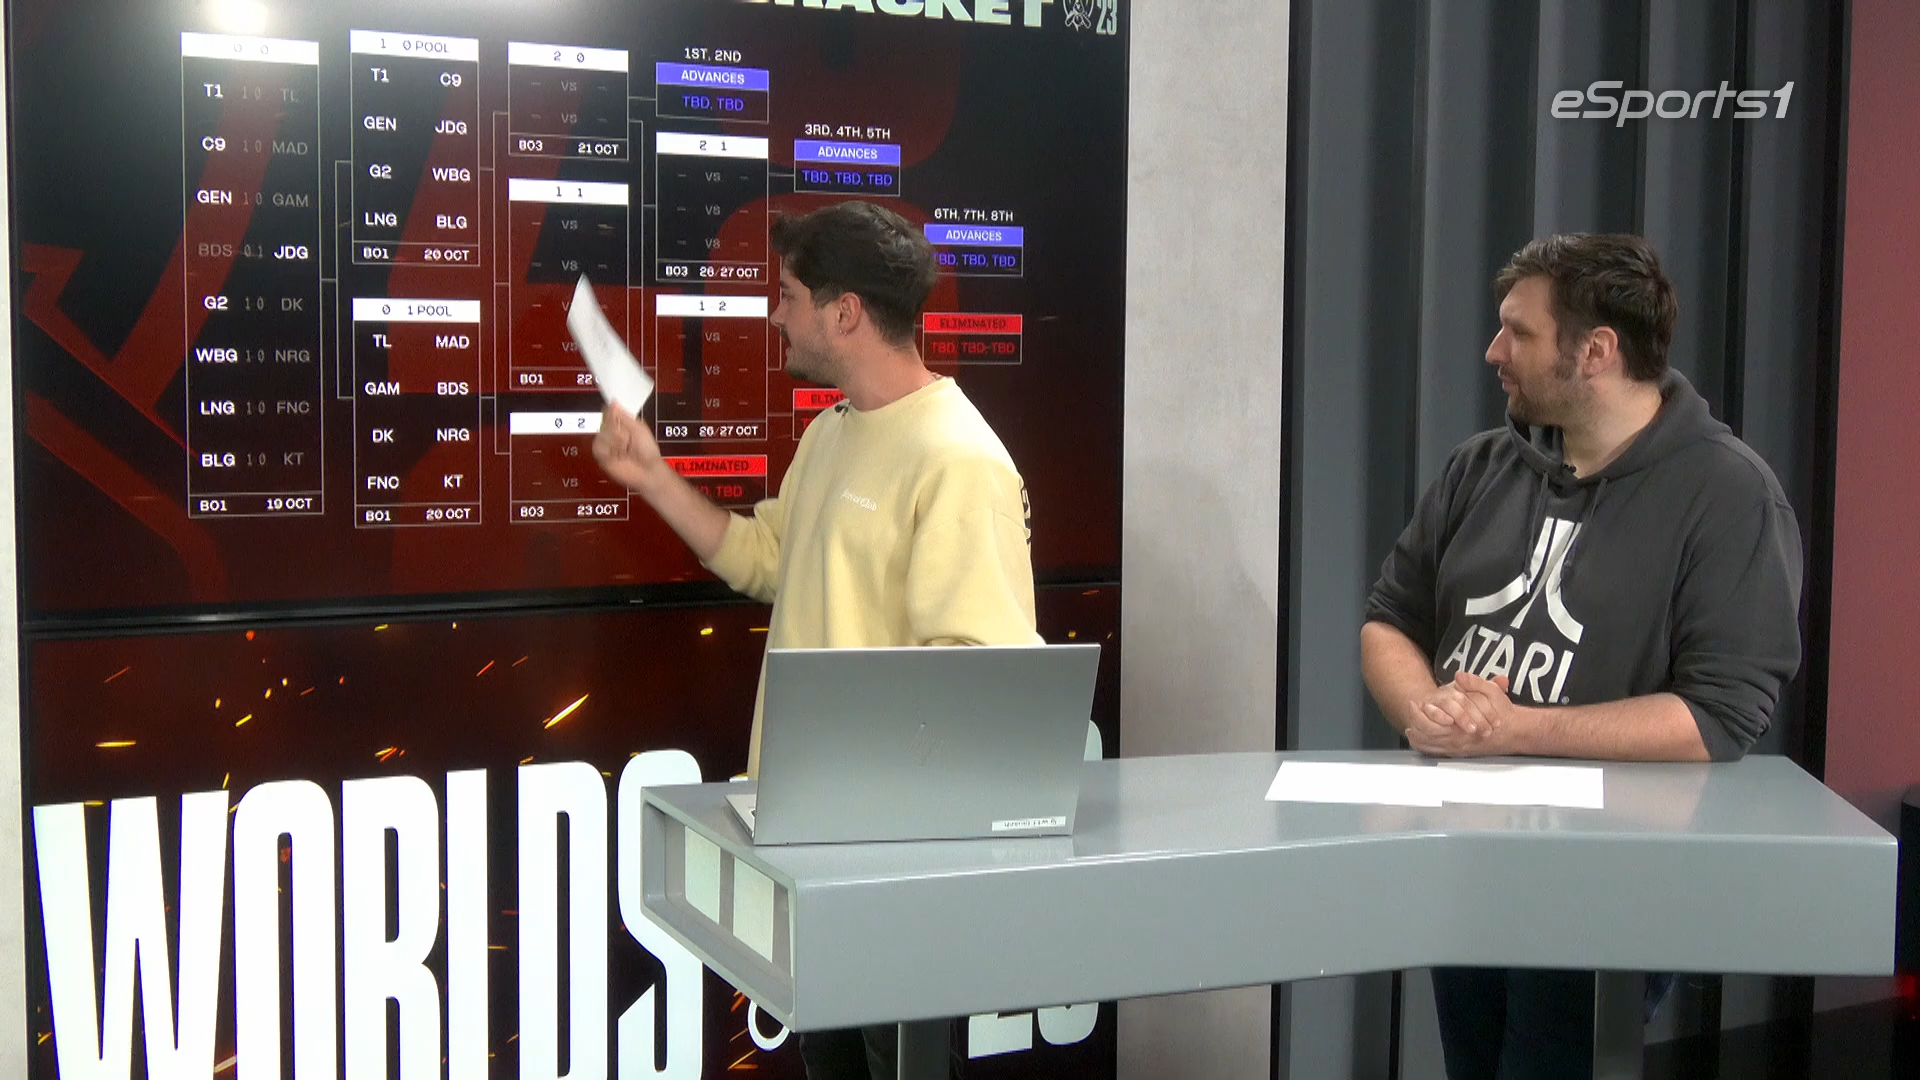 BRACKET
23
eSports1
0 0
T1 1 0 TL
C9 1 0 MAD
GEN 1 0 GAM
BDS 0 1 JDG
G2 1 0 DK
WBG 1 0 NRG
LNG 1 0 FNC
BLG 1 0 KT
BO1 19 OCT
1 0 POOL
T1 C9
GEN JDG
G2 WBG
LNG BLG
BO1 20 OCT
0 1 POOL
TL MAD
GAM BDS
DK NRG
FNC KT
BO1 20 OCT
2 0
– VS –
– VS –
BO3 21 OCT
1 1
– VS –
– VS –
BO1 22
0 2
– VS –
– VS –
BO3 23 OCT
1ST, 2ND
ADVANCES
TBD, TBD
2 1
– VS –
– VS –
– VS –
BO3 26/27 OCT
1 2
– VS –
– VS –
– VS –
BO3 26/27 OCT
ELIMINATED
TBD
3RD, 4TH, 5TH
ADVANCES
TBD, TBD, TBD
ELIM
6TH, 7TH, 8TH
ADVANCES
TBD, TBD, TBD
ELIMINATED
TBD, TBD, TBD
ATARI
hp
WORLDS
23